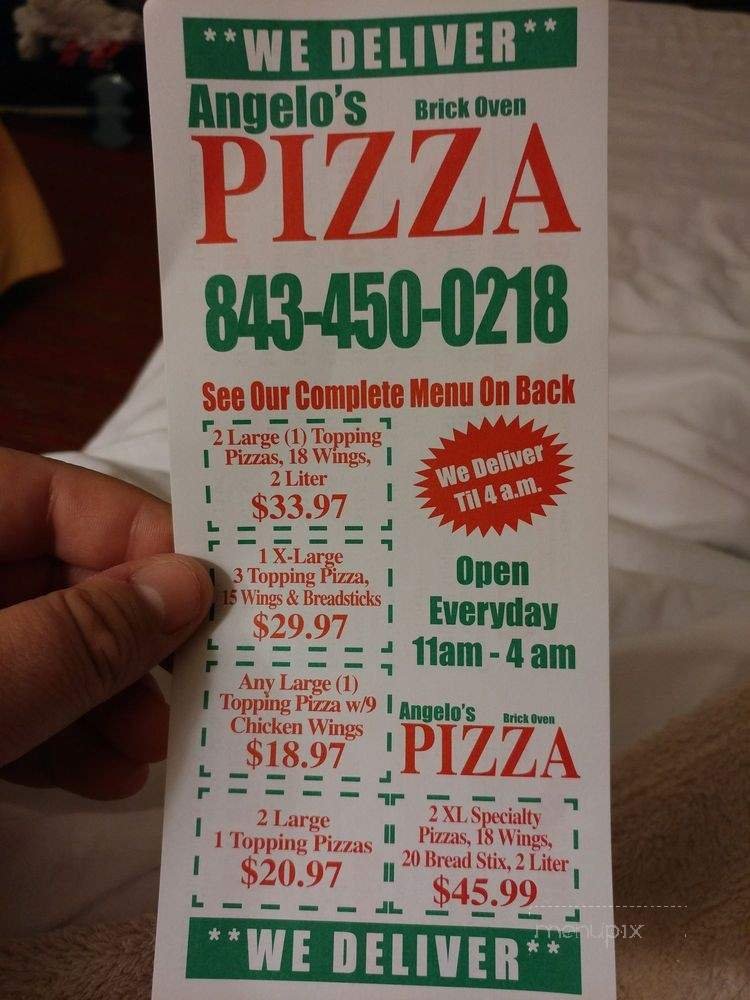 **WE DELIVER**
Angelo's Brick Oven
PIZZA
843-450-0218
See Our Complete Menu On Back
2 Large (1) Topping
Pizzas, 18 Wings,
2 Liter
$33.97
We Deliver
Til 4 a.m.
1 X-Large
3 Topping Pizza,
15 Wings & Breadsticks
$29.97
Open
Everyday
11am - 4 am
Any Large (1)
Topping Pizza w/9
Chicken Wings
$18.97
Angelo's Brick Oven
PIZZA
2 Large
1 Topping Pizzas
$20.97
2 XL Specialty
Pizzas, 18 Wings,
20 Bread Stix, 2 Liter
$45.99
**WE DELIVER**
menupix